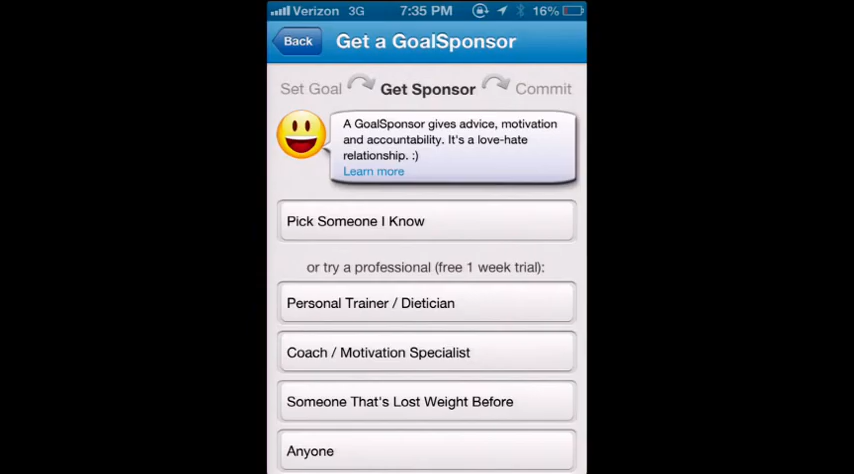 Verizon 3G 7:35 PM 16%
Back Get a GoalSponsor
Set Goal Get Sponsor Commit
A GoalSponsor gives advice, motivation
and accountability. It's a love-hate
relationship. :)
Learn more
Pick Someone I Know
or try a professional (free 1 week trial):
Personal Trainer / Dietician
Coach / Motivation Specialist
Someone That's Lost Weight Before
Anyone